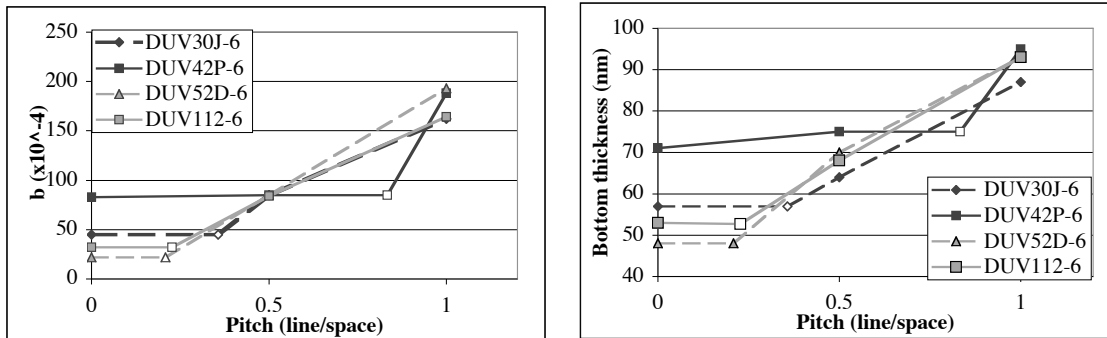 250
200
150
100
50
0
b (x10^-4)
DUV30J-6
DUV42P-6
DUV52D-6
DUV112-6
0 0.5 1
Pitch (line/space)
100
90
80
70
60
50
40
Bottom thickness (nm)
DUV30J-6
DUV42P-6
DUV52D-6
DUV112-6
0 0.5 1
Pitch (line/space)